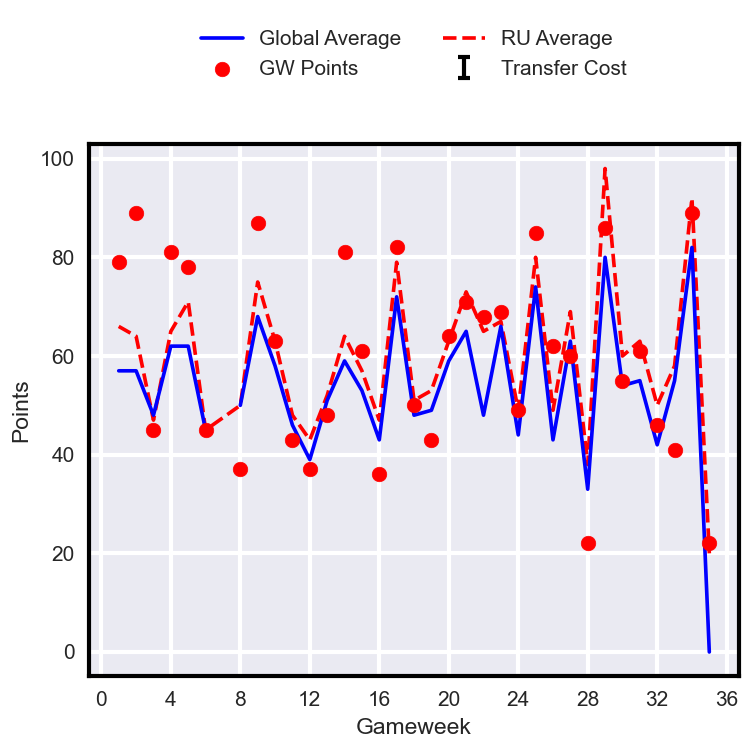 Global Average
RU Average
GW Points
Transfer Cost
100
80
60
40
20
0
Points
0 4 8 12 16 20 24 28 32 36
Gameweek